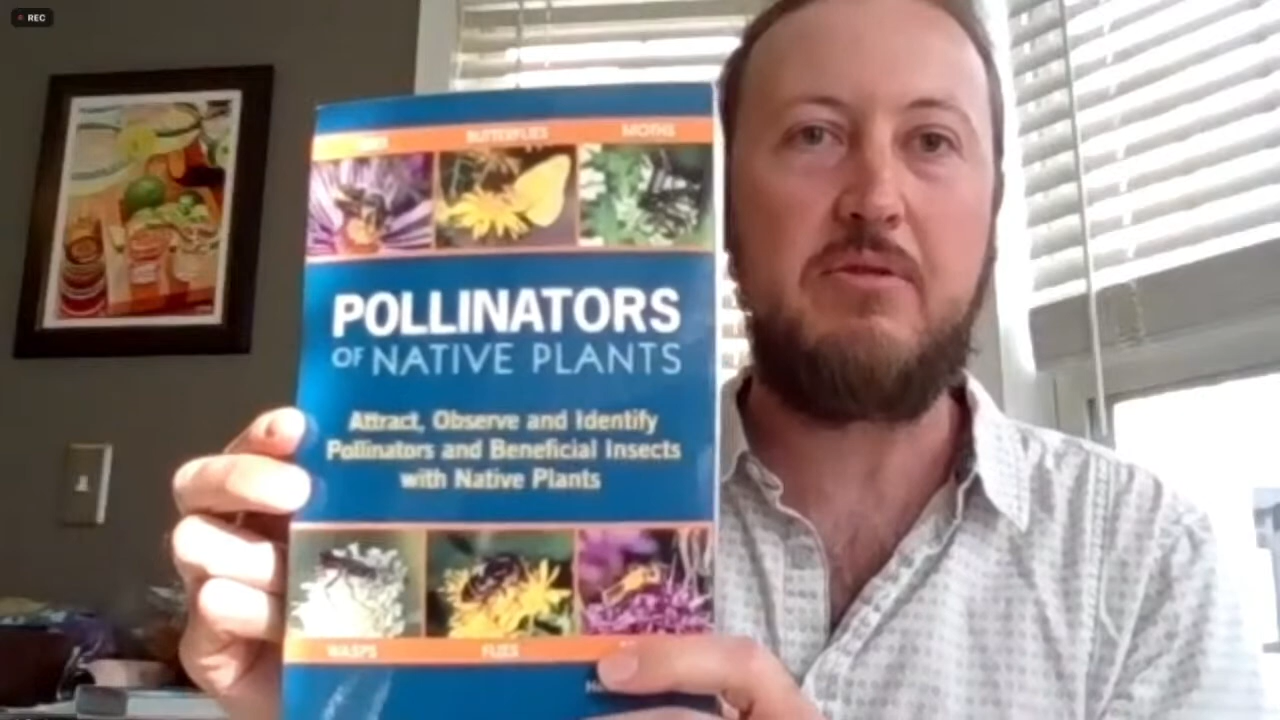 REC
BUTTERFLIES
MOTHS
POLLINATORS
OF NATIVE PLANTS
Attract, Observe and Identify
Pollinators and Beneficial Insects
with Native Plants
WASPS
FLIES